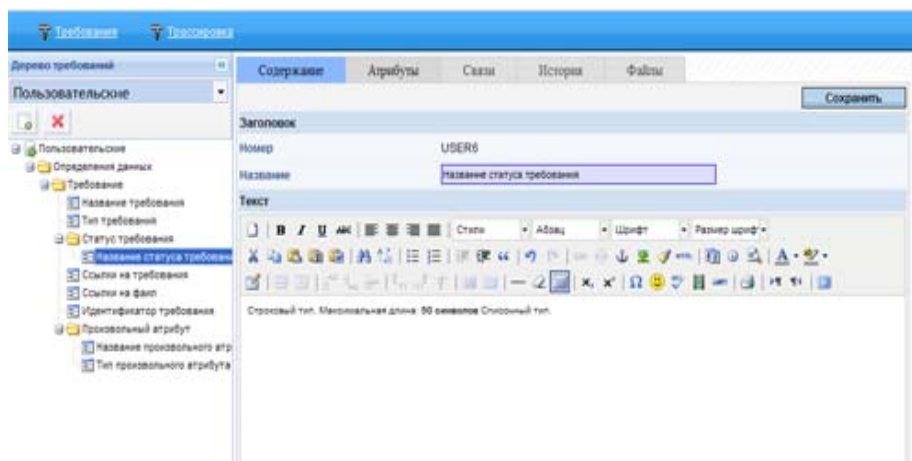 Требования Трассировка
Дерево требований
Содержание Атрибуты Связи История Файлы
Пользовательские
Сохранить
Заголовок
Номер USER6
Название Название статуса требования
Текст
Стили Абзац Шрифт Размер шрифт
Строковый тип. Максимальная длина: 50 символов Списочный тип.
Пользовательские
Определения данных
Требование
Название требования
Тип требования
Статус требования
Название статуса требован
Ссылки на требования
Ссылки на файл
Идентификатор требования
Произвольный атрибут
Название произвольного атр
Тип произвольного атрибута